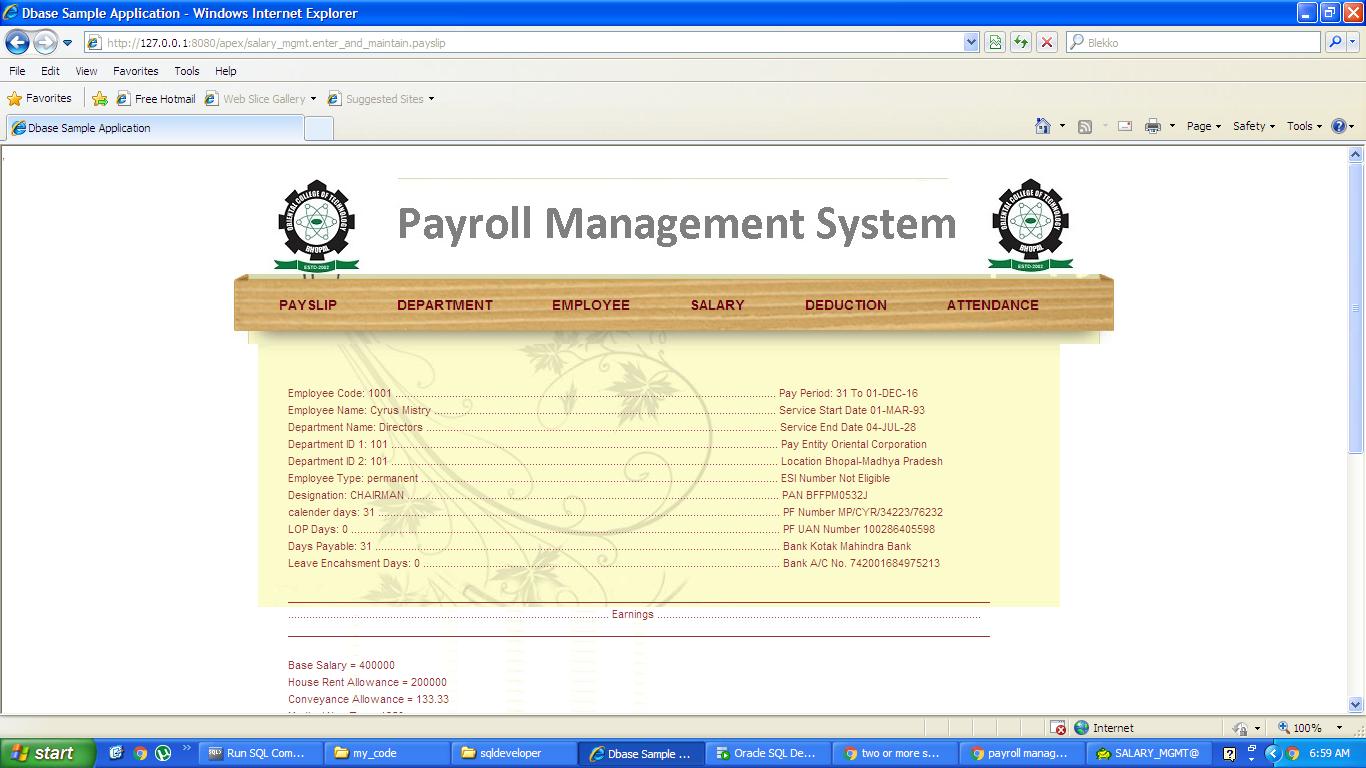 Dbase Sample Application - Windows Internet Explorer
http://127.0.0.1:8080/apex/salary_mgmt.enter_and_maintain.payslip
Blekko
File Edit View Favorites Tools Help
Favorites Free Hotmail Web Slice Gallery Suggested Sites
Dbase Sample Application
Page Safety Tools
ORIENTAL COLLEGE OF TECHNOLOGY
BHOPAL
ESTD-2002
Payroll Management System
ORIENTAL COLLEGE OF TECHNOLOGY
BHOPAL
ESTD-2002
PAYSLIP DEPARTMENT EMPLOYEE SALARY DEDUCTION ATTENDANCE
Employee Code: 1001 Pay Period: 31 To 01-DEC-16
Employee Name: Cyrus Mistry Service Start Date 01-MAR-93
Department Name: Directors Service End Date 04-JUL-28
Department ID 1: 101 Pay Entity Oriental Corporation
Department ID 2: 101 Location Bhopal-Madhya Pradesh
Employee Type: permanent ESI Number Not Eligible
Designation: CHAIRMAN PAN BFFPM0532J
calender days: 31 PF Number MP/CYR/34223/76232
LOP Days: 0 PF UAN Number 100286405598
Days Payable: 31 Bank Kotak Mahindra Bank
Leave Encahsment Days: 0 Bank A/C No. 742001684975213
Earnings
Base Salary = 400000
House Rent Allowance = 200000
Conveyance Allowance = 133.33
Internet 100%
start Run SQL Com... my_code sqldeveloper Dbase Sample ... Oracle SQL De... two or more s... payroll manag... SALARY_MGMT@ 6:59 AM